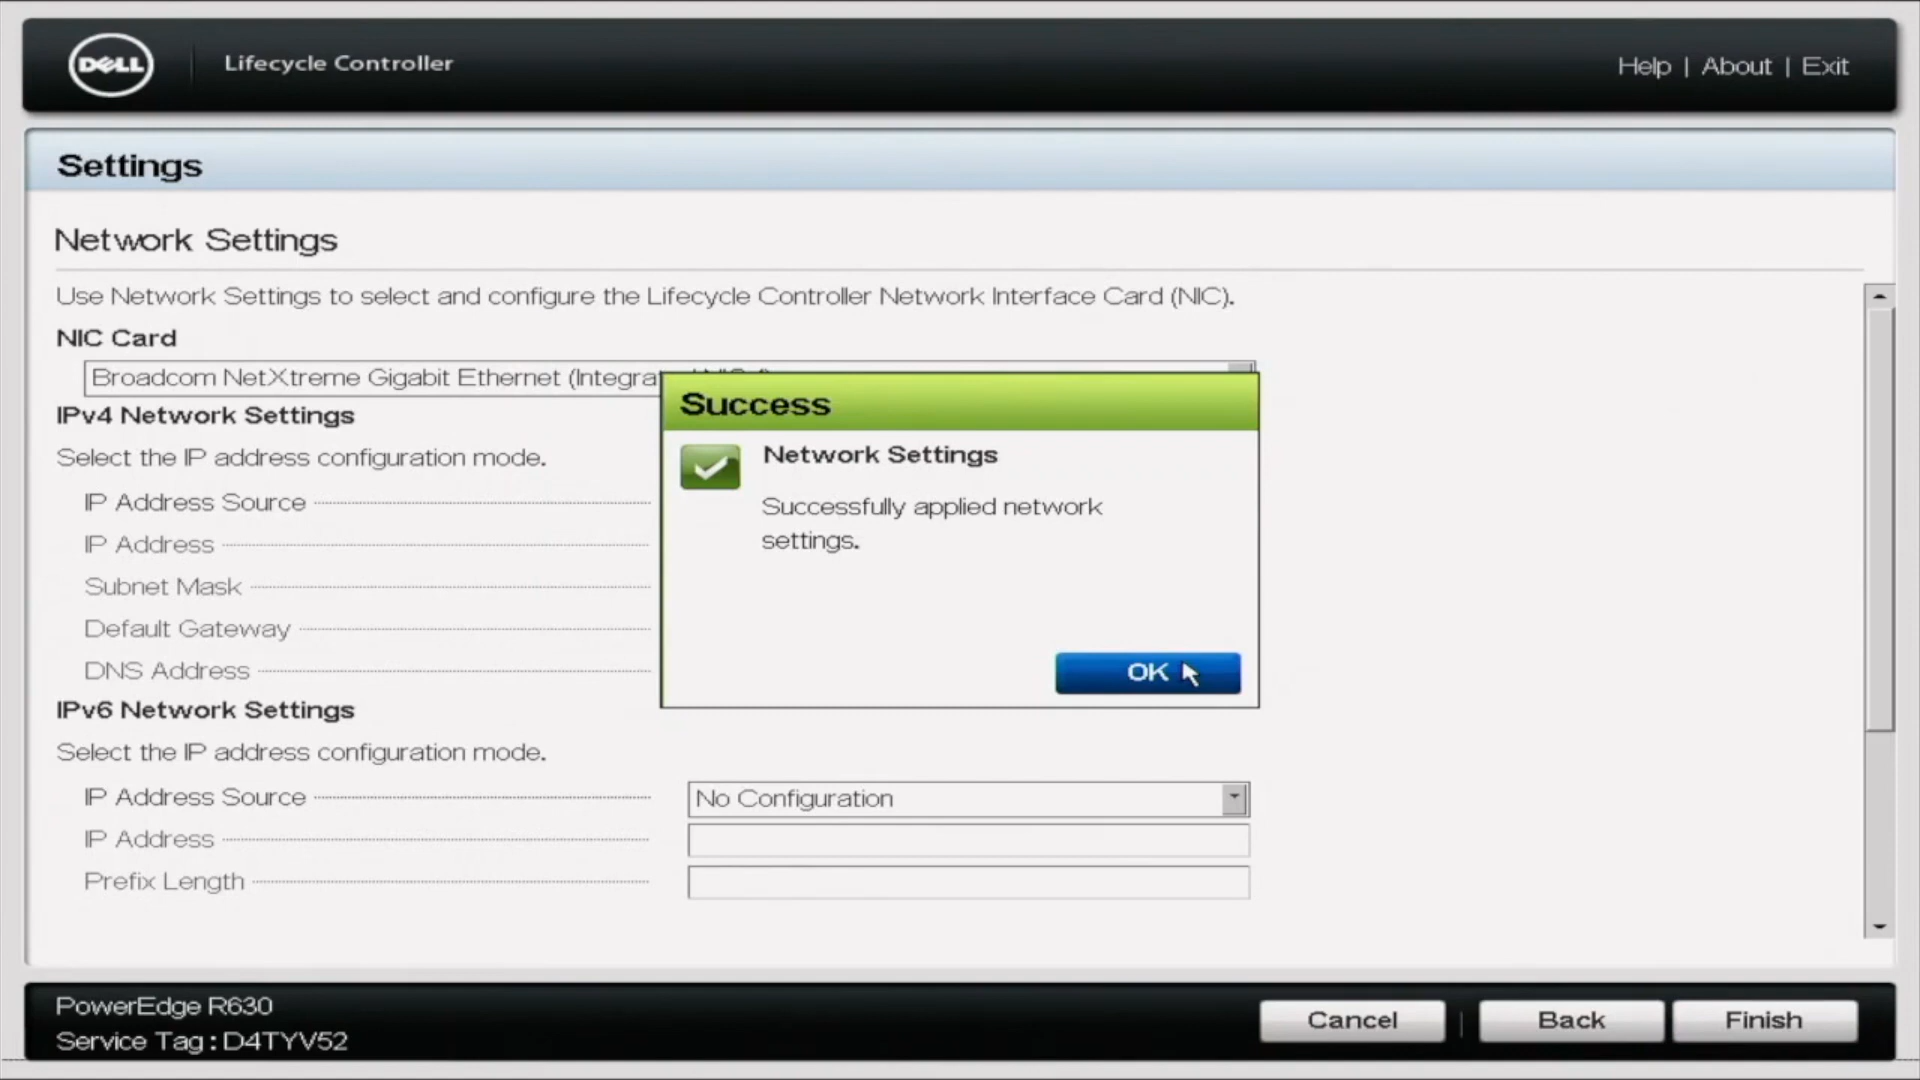 DELL
Lifecycle Controller
Help | About | Exit
Settings
Network Settings
Use Network Settings to select and configure the Lifecycle Controller Network Interface Card (NIC).
NIC Card
Broadcom NetXtreme Gigabit Ethernet (Integra
IPv4 Network Settings
Select the IP address configuration mode.
IP Address Source
IP Address
Subnet Mask
Default Gateway
DNS Address
Success
Network Settings
Successfully applied network
settings.
OK
IPv6 Network Settings
Select the IP address configuration mode.
IP Address Source
No Configuration
IP Address
Prefix Length
PowerEdge R630
Service Tag : D4TYV52
Cancel | Back Finish